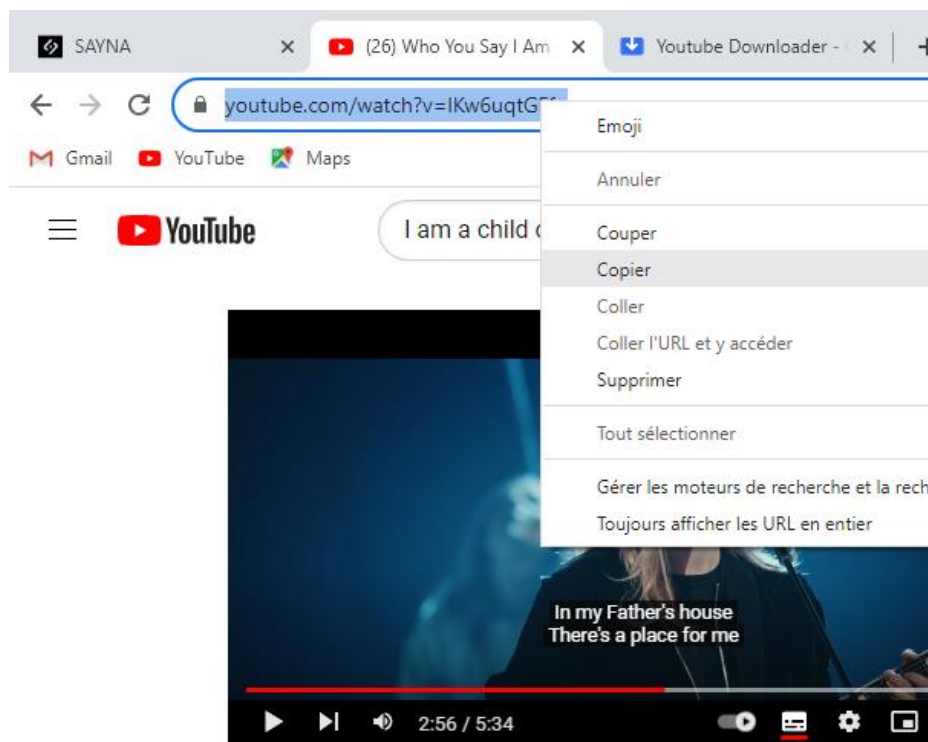 SAYNA
(26) Who You Say I Am
Youtube Downloader -
youtube.com/watch?v=IKw6uqtG
Gmail
YouTube
Maps
YouTube
I am a child
Emoji
Annuler
Couper
Copier
Coller
Coller l'URL et y accéder
Supprimer
Tout sélectionner
Gérer les moteurs de recherche et la rech
Toujours afficher les URL en entier
In my Father's house
There's a place for me
2:56 / 5:34